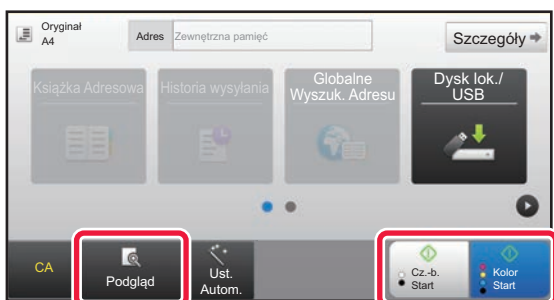 Oryginał
A4
Adres
Zewnętrzna pamięć
Szczegóły
Książka Adresowa
Historia wysyłania
Globalne
Wyszuk. Adresu
Dysk lok./
USB
CA
Podgląd
Ust.
Autom.
Cz.-b.
Start
Kolor
Start